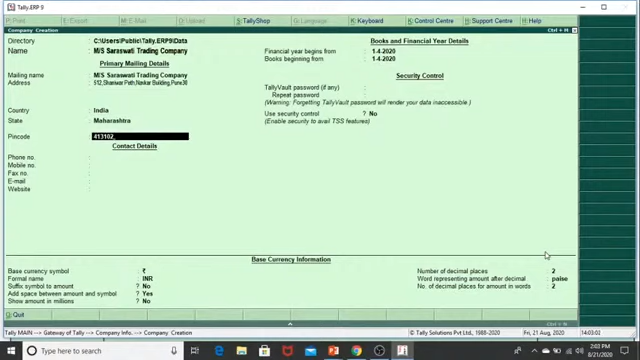 Tally.ERP 9
P: Print E: Export M: E-Mail O: Upload S: TallyShop G: Language K: Keyboard K: Control Centre H: Support Centre H: Help
Company Creation Ctrl + M
Directory : C:\Users\Public\Tally.ERP9\Data
Name : M/S Saraswati Trading Company
Primary Mailing Details
Mailing name : M/S Saraswati Trading Company
Address : 512, Shaniwar Peth, Navkar Building, Pune30
Country : India
State : Maharashtra
Pincode : 413102
Contact Details
Phone no. :
Mobile no. :
Fax no. :
E-mail :
Website :
Books and Financial Year Details
Financial year begins from : 1-4-2020
Books beginning from : 1-4-2020
Security Control
TallyVault password (if any) :
Repeat password :
(Warning: Forgetting TallyVault password will render your data inaccessible.)
Use security control ? No
(Enable security to avail TSS features)
Base Currency Information
Base currency symbol : ₹
Formal name : INR
Suffix symbol to amount ? No
Add space between amount and symbol ? Yes
Show amount in millions ? No
Number of decimal places : 2
Word representing amount after decimal : paise
No. of decimal places for amount in words : 2
Q: Quit
Ctrl + N
Tally MAIN --> Gateway of Tally --> Company Info. --> Company Creation © Tally Solutions Pvt Ltd., 1988-2020 Fri, 21 Aug, 2020 14:03:02
Type here to search
2:03 PM
8/21/2020